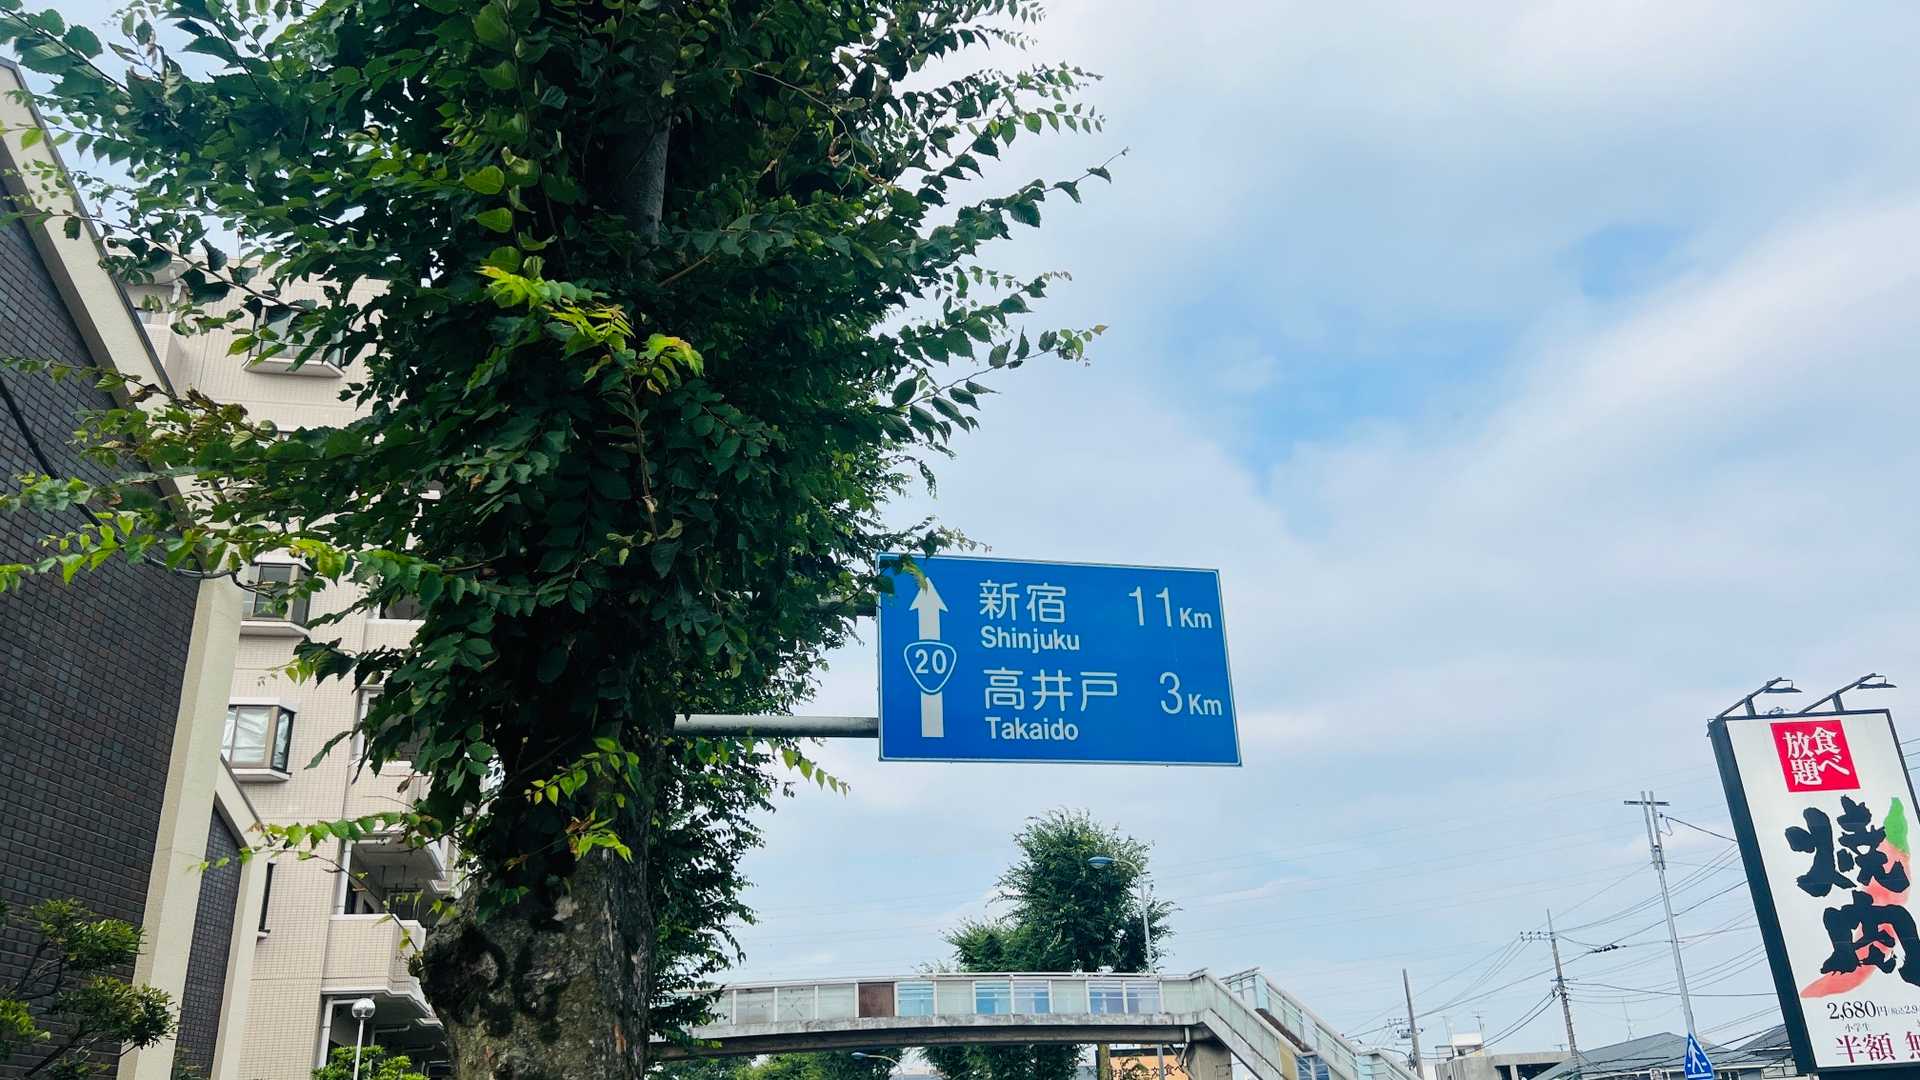 新宿 11Km
Shinjuku
20
高井戸 3Km
Takaido
食べ
放題
焼肉
2,680円
小学生
半額